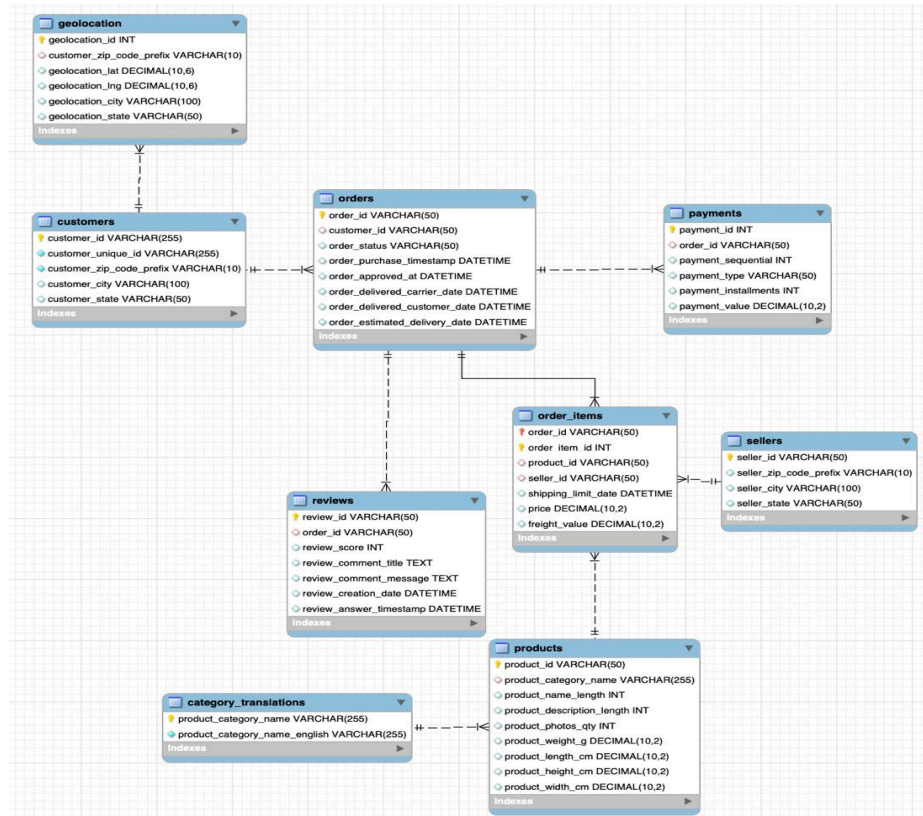 geolocation
geolocation_id INT
customer_zip_code_prefix VARCHAR(10)
geolocation_lat DECIMAL(10,6)
geolocation_lng DECIMAL(10,6)
geolocation_city VARCHAR(100)
geolocation_state VARCHAR(50)
Indexes
customers
customer_id VARCHAR(255)
customer_unique_id VARCHAR(255)
customer_zip_code_prefix VARCHAR(10)
customer_city VARCHAR(100)
customer_state VARCHAR(50)
Indexes
orders
order_id VARCHAR(50)
customer_id VARCHAR(50)
order_status VARCHAR(50)
order_purchase_timestamp DATETIME
order_approved_at DATETIME
order_delivered_carrier_date DATETIME
order_delivered_customer_date DATETIME
order_estimated_delivery_date DATETIME
Indexes
payments
payment_id INT
order_id VARCHAR(50)
payment_sequential INT
payment_type VARCHAR(50)
payment_installments INT
payment_value DECIMAL(10,2)
Indexes
order_items
order_id VARCHAR(50)
order_item_id INT
product_id VARCHAR(50)
seller_id VARCHAR(50)
shipping_limit_date DATETIME
price DECIMAL(10,2)
freight_value DECIMAL(10,2)
Indexes
sellers
seller_id VARCHAR(50)
seller_zip_code_prefix VARCHAR(10)
seller_city VARCHAR(100)
seller_state VARCHAR(50)
Indexes
reviews
review_id VARCHAR(50)
order_id VARCHAR(50)
review_score INT
review_comment_title TEXT
review_comment_message TEXT
review_creation_date DATETIME
review_answer_timestamp DATETIME
Indexes
products
product_id VARCHAR(50)
product_category_name VARCHAR(255)
product_name_length INT
product_description_length INT
product_photos_qty INT
product_weight_g DECIMAL(10,2)
product_length_cm DECIMAL(10,2)
product_height_cm DECIMAL(10,2)
product_width_cm DECIMAL(10,2)
Indexes
category_translations
product_category_name VARCHAR(255)
product_category_name_english VARCHAR(255)
Indexes